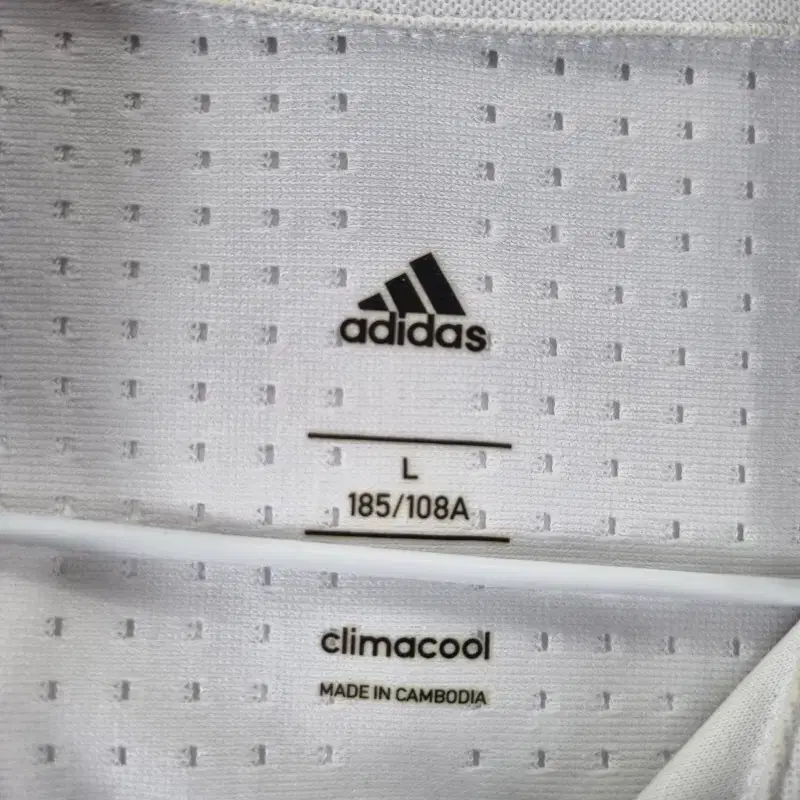 adidas
L
185/108A
climacool
MADE IN CAMBODIA